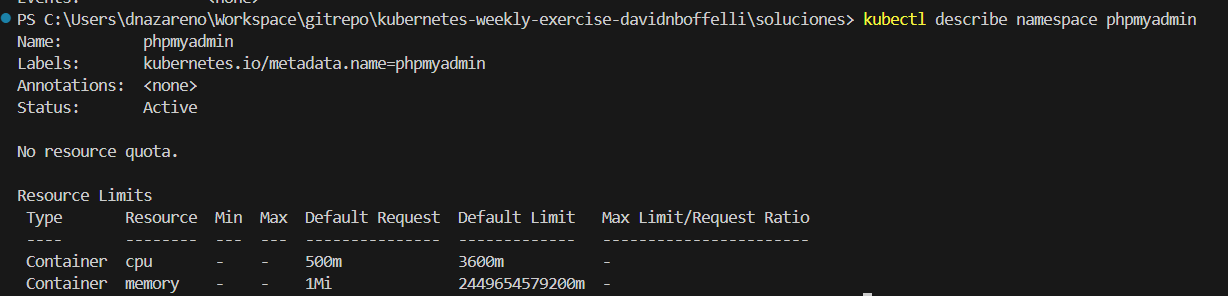 Events:              <none>
PS C:\Users\dnazareno\Workspace\gitrepo\kubernetes-weekly-exercise-davidnboffelli\soluciones> kubectl describe namespace phpmyadmin
Name:         phpmyadmin
Labels:       kubernetes.io/metadata.name=phpmyadmin
Annotations:  <none>
Status:       Active
No resource quota.
Resource Limits
 Type       Resource  Min  Max  Default Request  Default Limit   Max Limit/Request Ratio
 ----       --------  ---  ---  ---------------  -------------   -----------------------
 Container  cpu       -    -    500m             3600m           -
 Container  memory    -    -    1Mi              2449654579200m  -